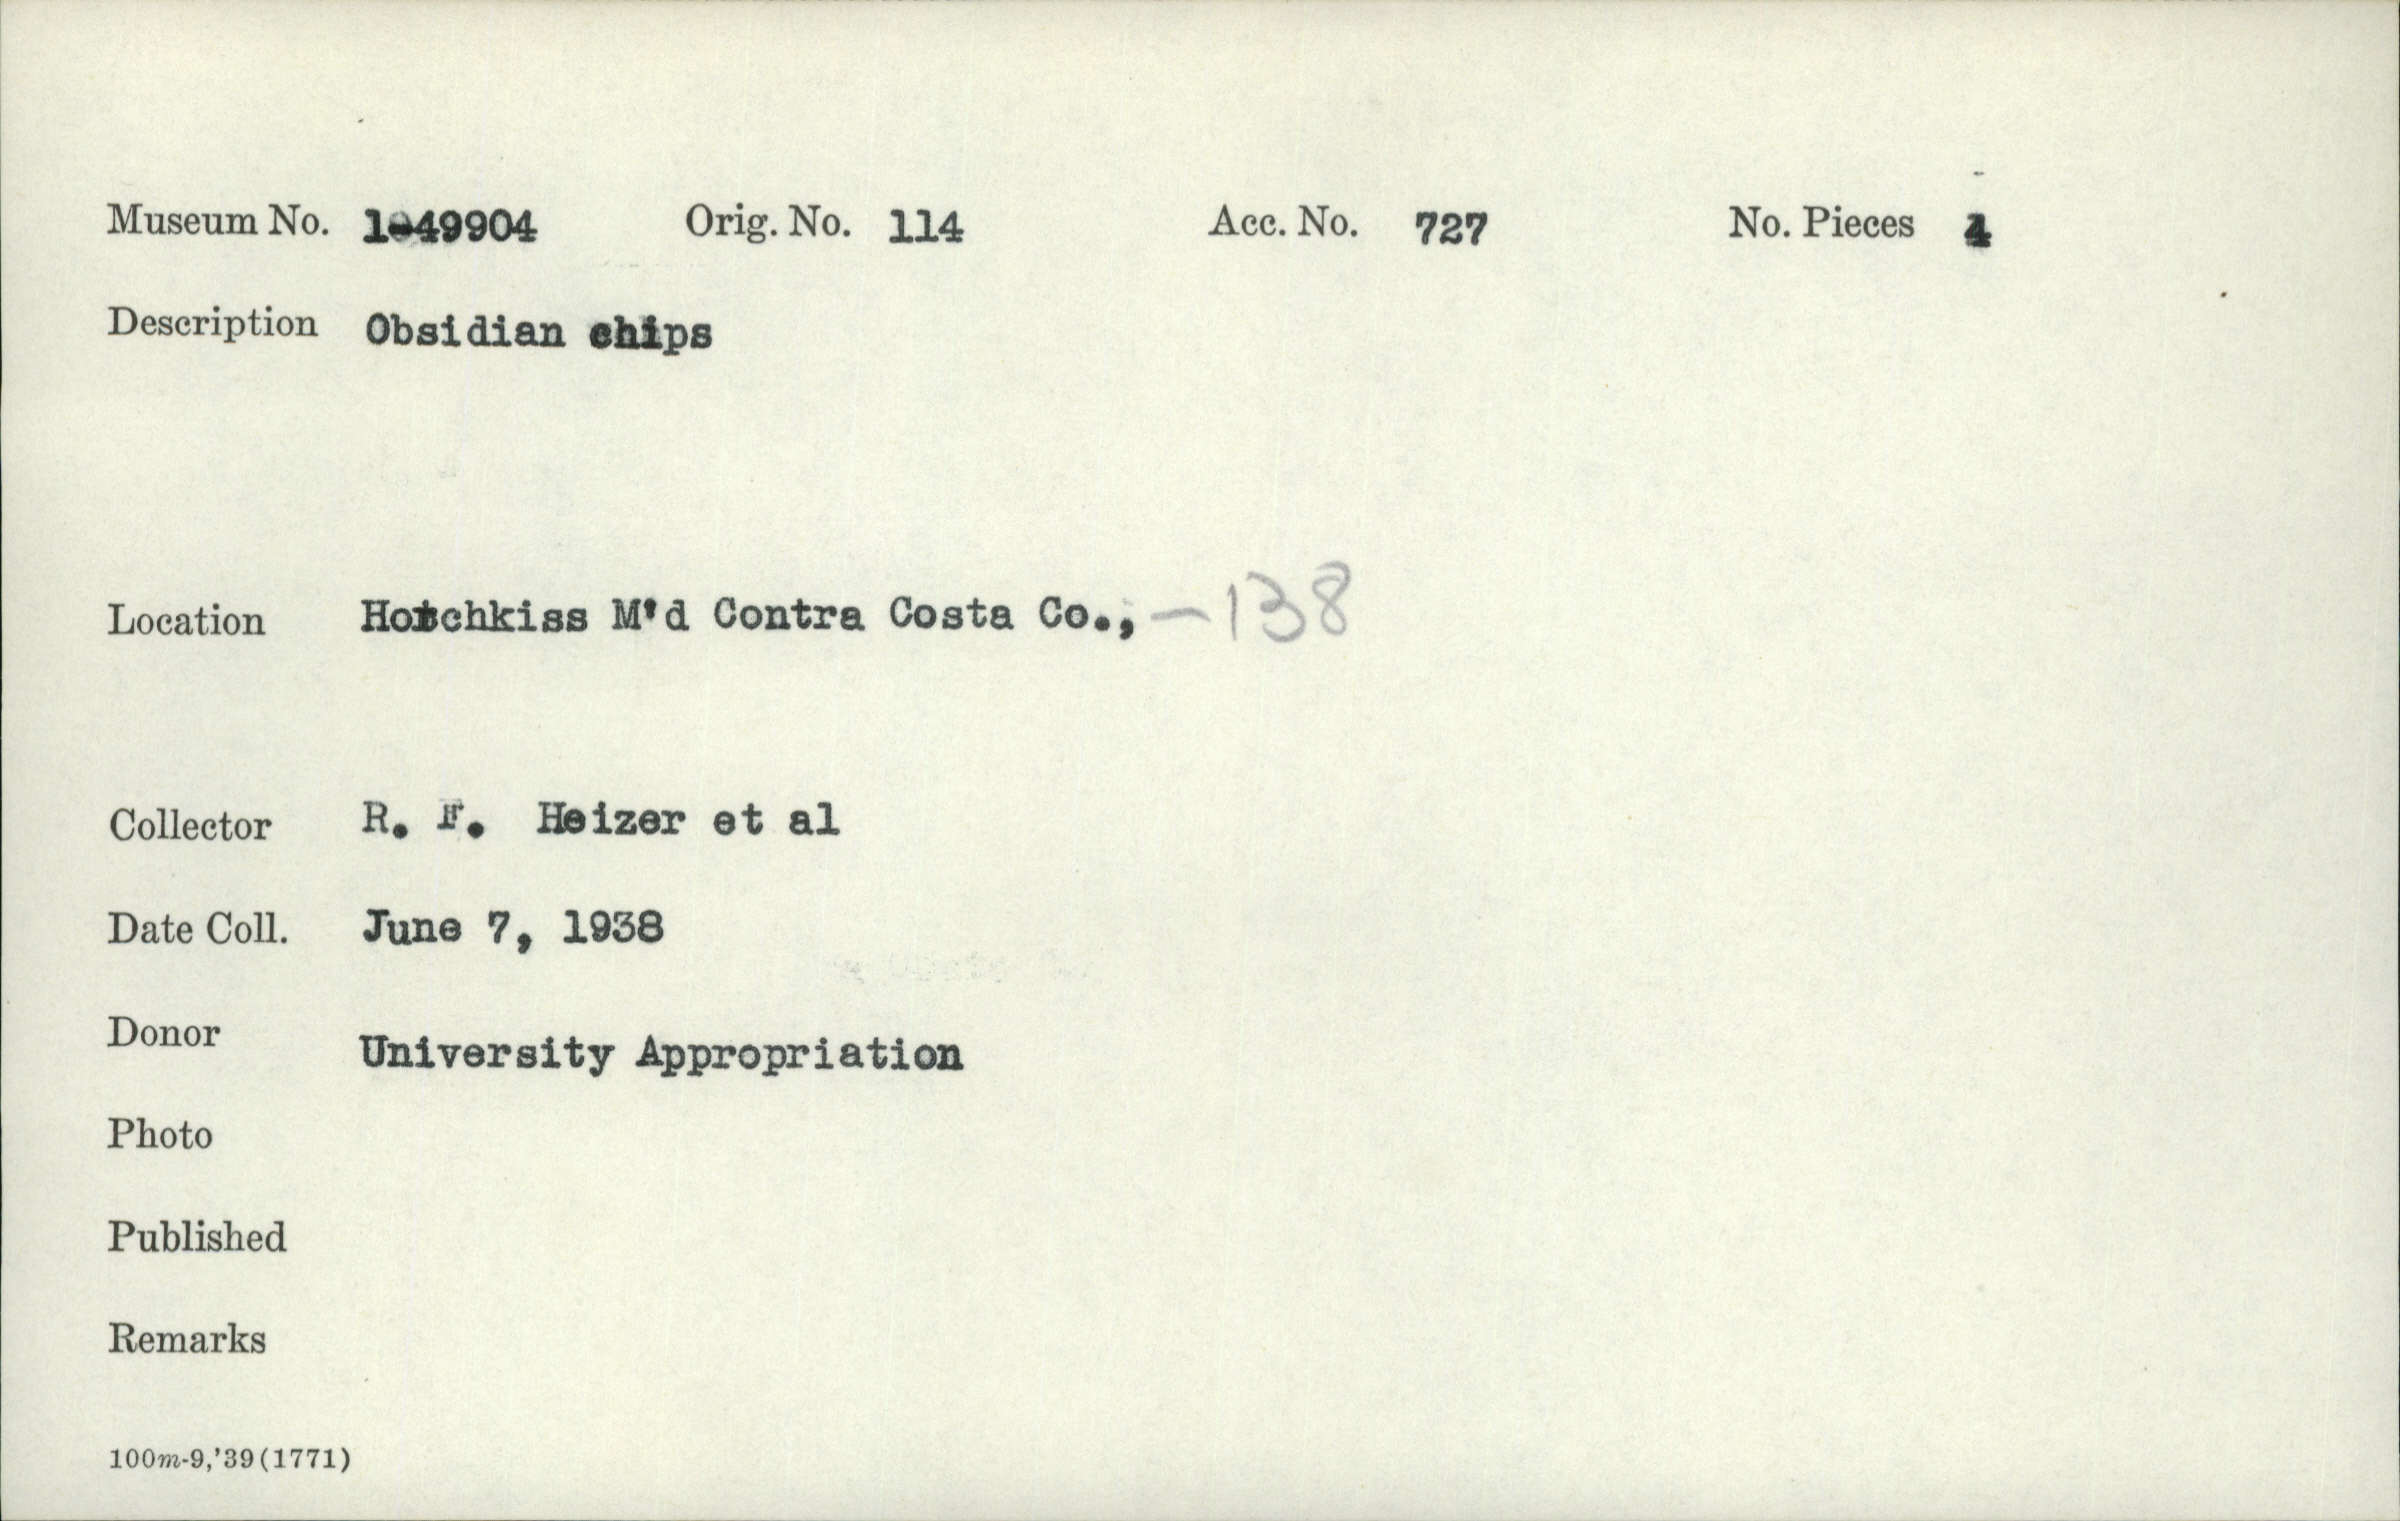 Museum No. 1-49904 Orig. No. 114 Acc. No. 727 No. Pieces 4
Description Obsidian chips
Location Hotchkiss M'd Contra Costa Co., -138
Collector R. F. Heizer et al
Date Coll. June 7, 1938
Donor University Appropriation
Photo
Published
Remarks
100m-9,'39(1771)